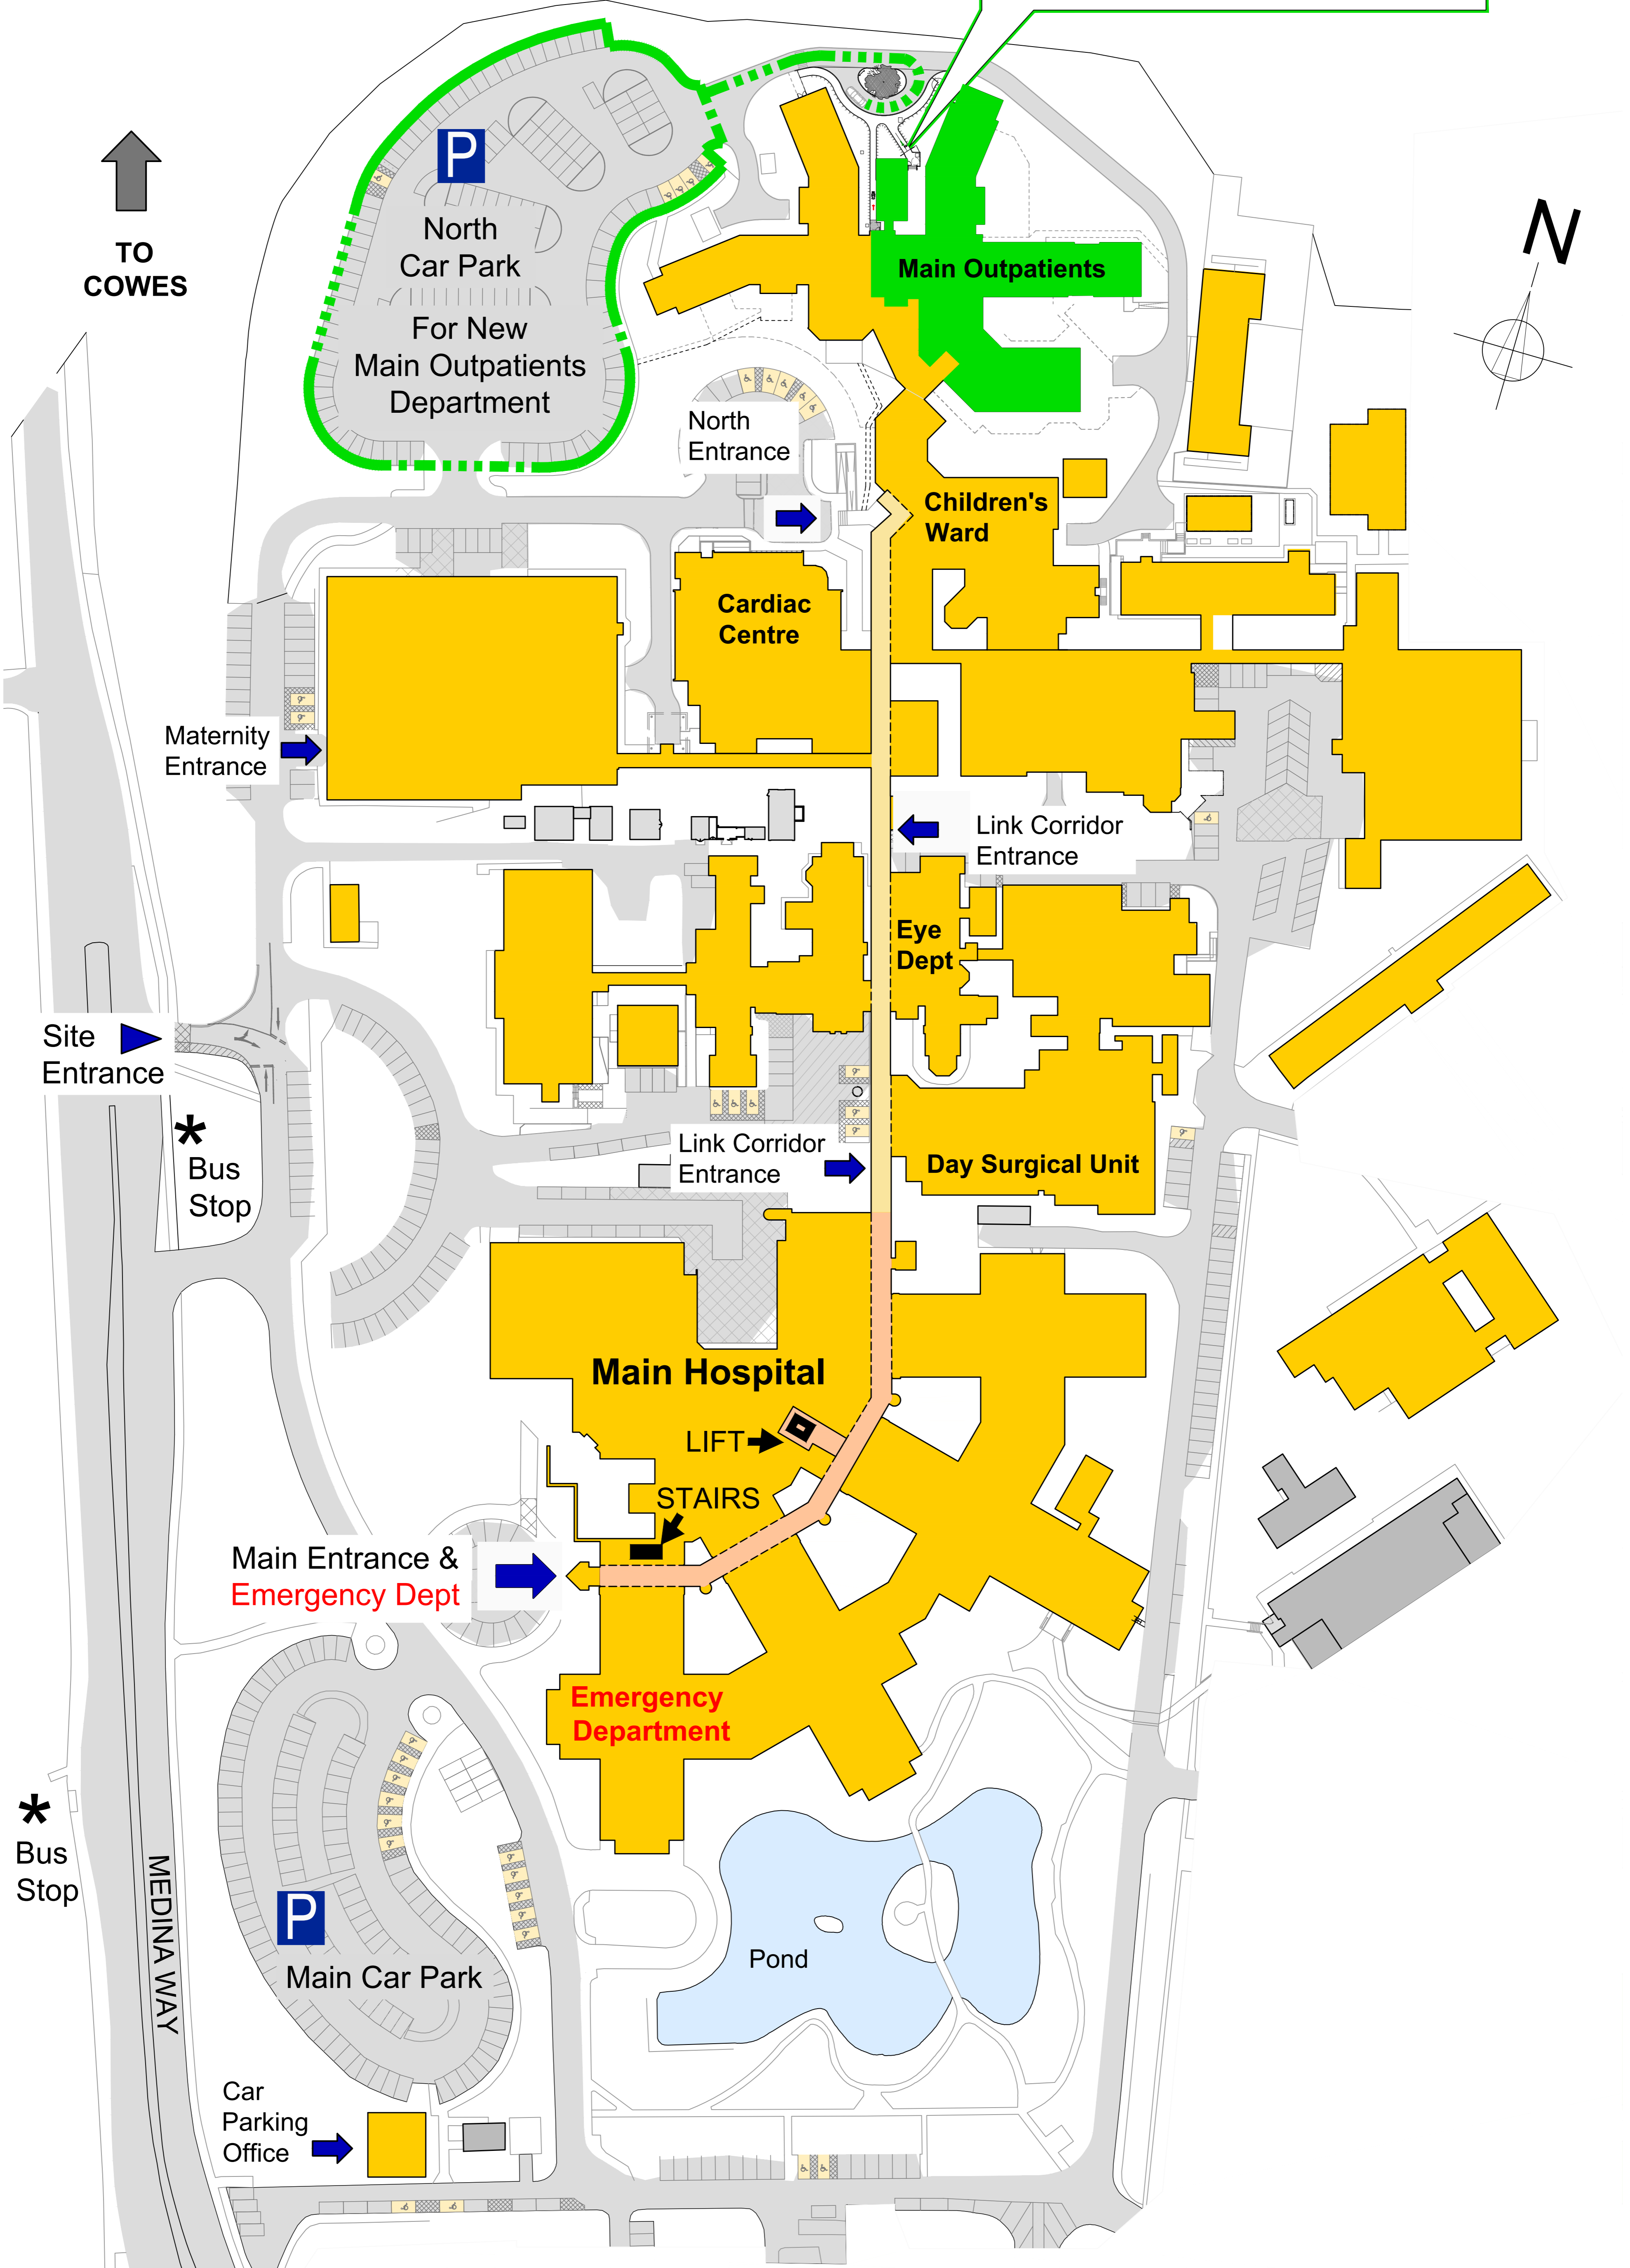 P
North
Car Park
For New
Main Outpatients
Department
TO
COWES
N
Main Outpatients
North
Entrance
Children's
Ward
Cardiac
Centre
Maternity
Entrance
Link Corridor
Entrance
Eye
Dept
Site
Entrance
*
Bus
Stop
Link Corridor
Entrance
Day Surgical Unit
Main Hospital
LIFT
STAIRS
Main Entrance &
Emergency Dept
Emergency
Department
*
Bus
Stop
MEDINA WAY
P
Main Car Park
Pond
Car
Parking
Office